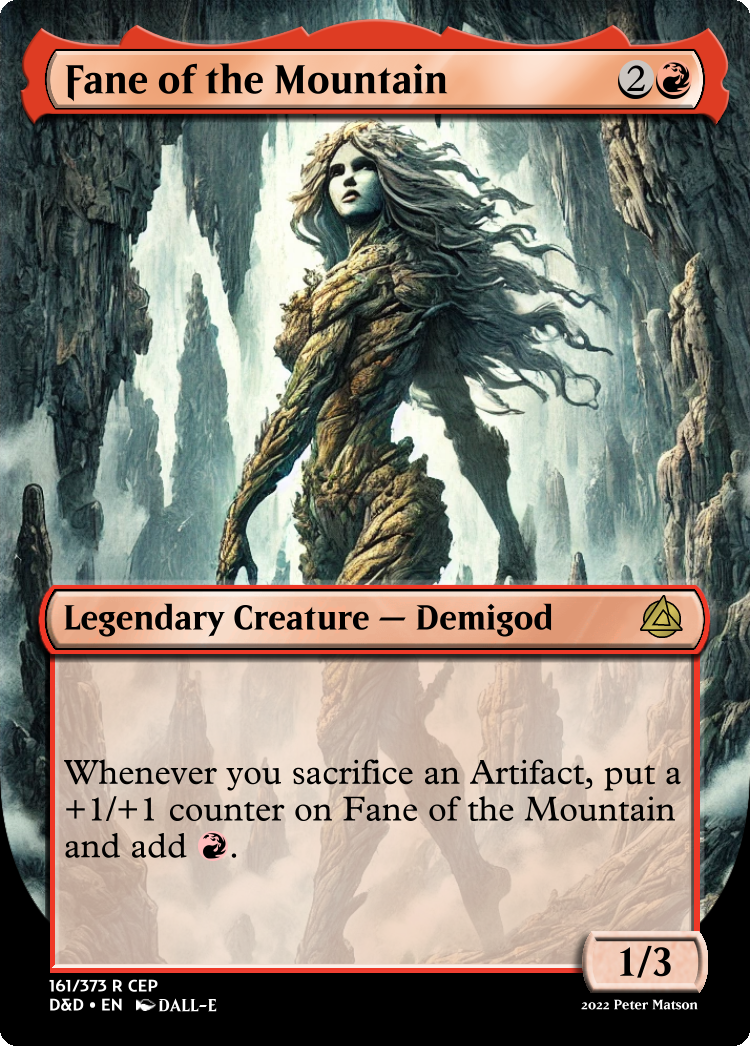 Fane of the Mountain 2
Legendary Creature — Demigod
Whenever you sacrifice an Artifact, put a
+1/+1 counter on Fane of the Mountain
and add .
1/3
161/373 R CEP
D&D • EN DALL-E
2022 Peter Matson